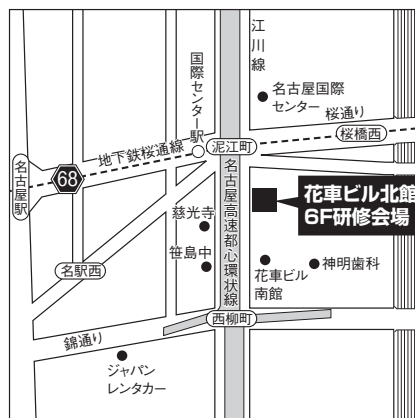 江川線
国際センター駅
名古屋国際
センター
桜通り
桜橋西
泥江町
地下鉄桜通線
68
名古屋駅
名古屋高速都心環状線
花車ビル北館
6F研修会場
慈光寺
笹島中
名駅西
花車ビル
南館
神明歯科
西柳町
錦通り
ジャパン
レンタカー